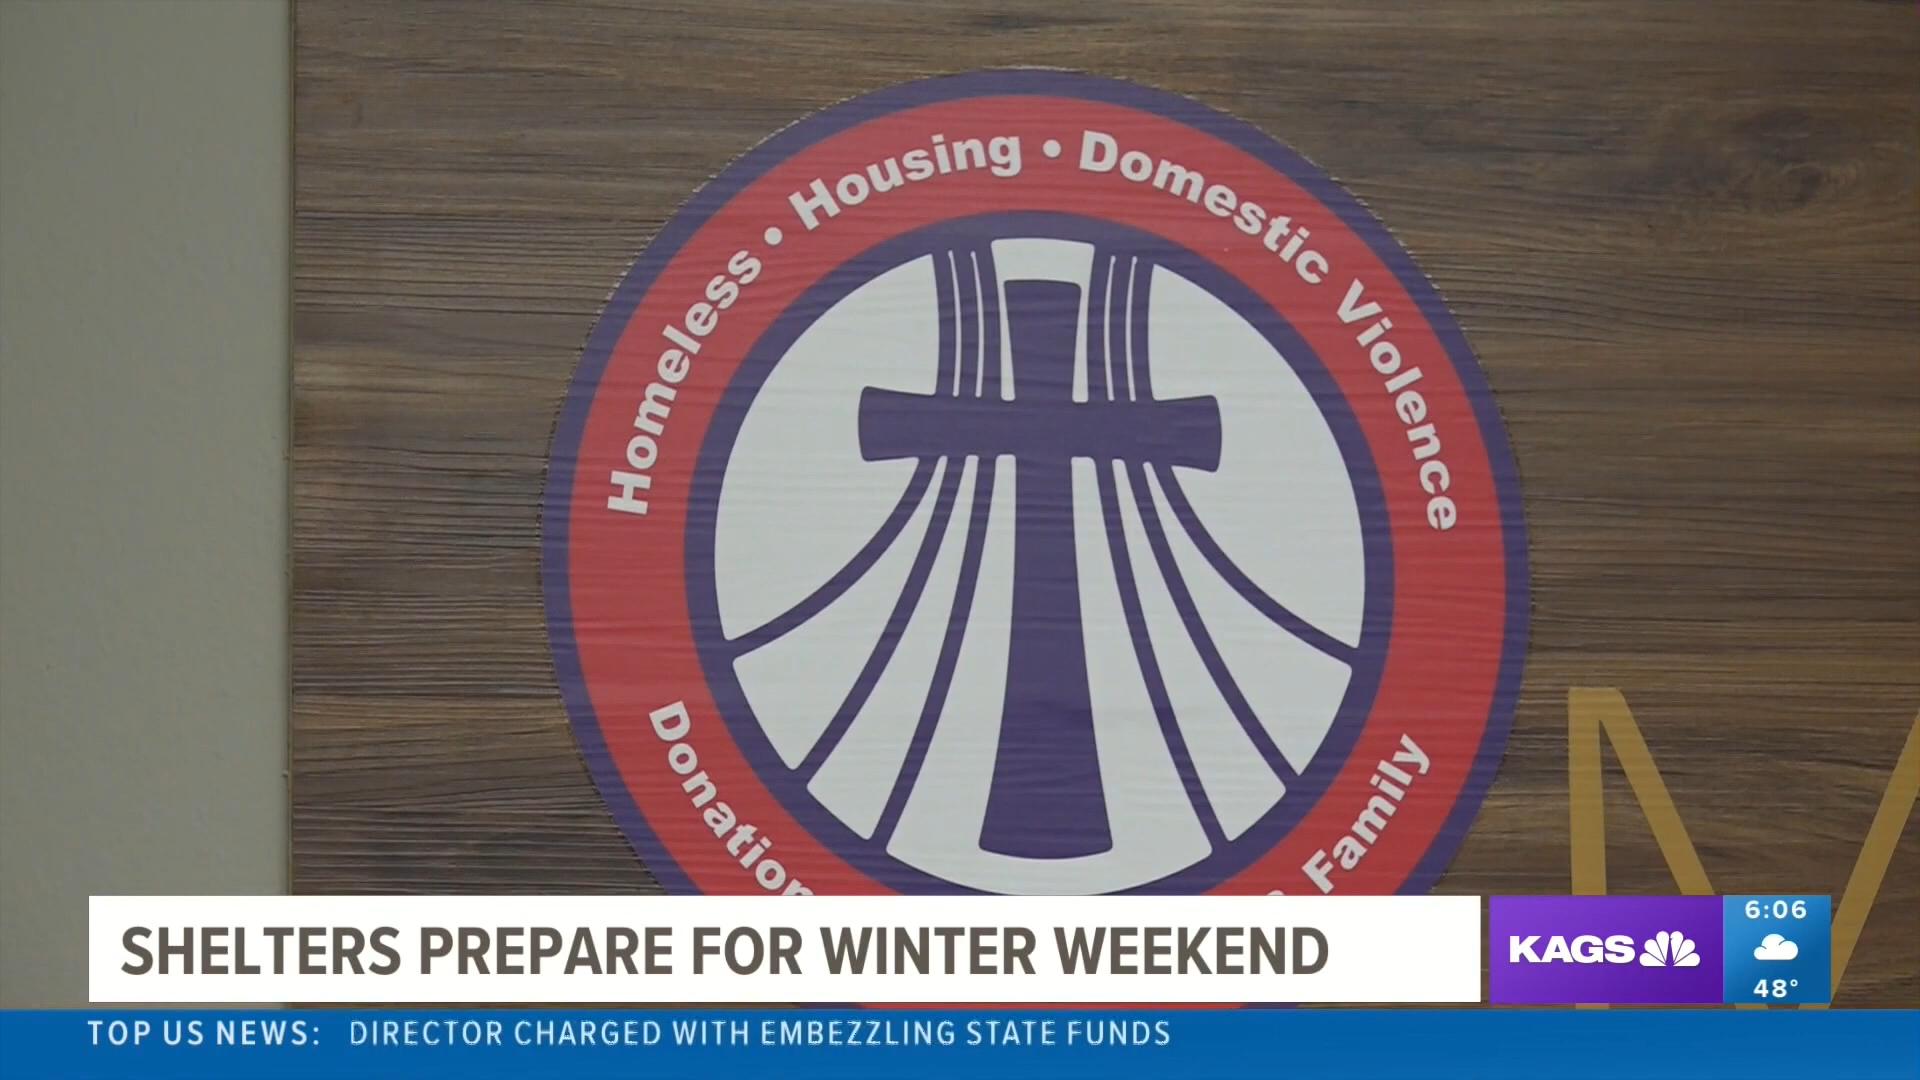 Homeless • Housing • Domestic Violence
Family
M
SHELTERS PREPARE FOR WINTER WEEKEND
KAGS
6:06
48°
TOP US NEWS: DIRECTOR CHARGED WITH EMBEZZLING STATE FUNDS